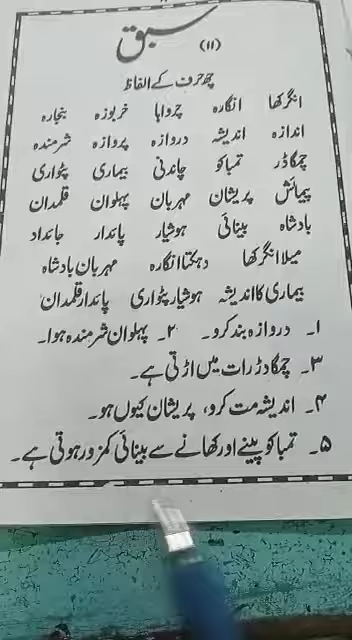 سبق
(۱۱)
چھ حرف کے الفاظ
انگرکھا انگارہ چرواہا خربوزہ بنجارہ
اندازہ اندیشہ دروازہ پروازہ شرمندہ
چمگادڑ تمباکو چاندنی بیماری پٹواری
پیمائش پریشان مہربان پہلوان قلمدان
بادشاہ بینائی ہوشیار پائدار جائداد
میلا انگرکھا دہکتا انگارہ مہربان بادشاہ
بیماری کا اندیشہ ہوشیار پٹواری پائدار قلمدان
۱۔ دروازہ بند کرو۔ ۲۔ پہلوان شرمندہ ہوا۔
۳۔ چمگادڑ رات میں اڑتی ہے۔
۴۔ اندیشہ مت کرو، پریشان کیوں ہو۔
۵۔ تمباکو پینے اور کھانے سے بینائی کمزور ہوتی ہے۔